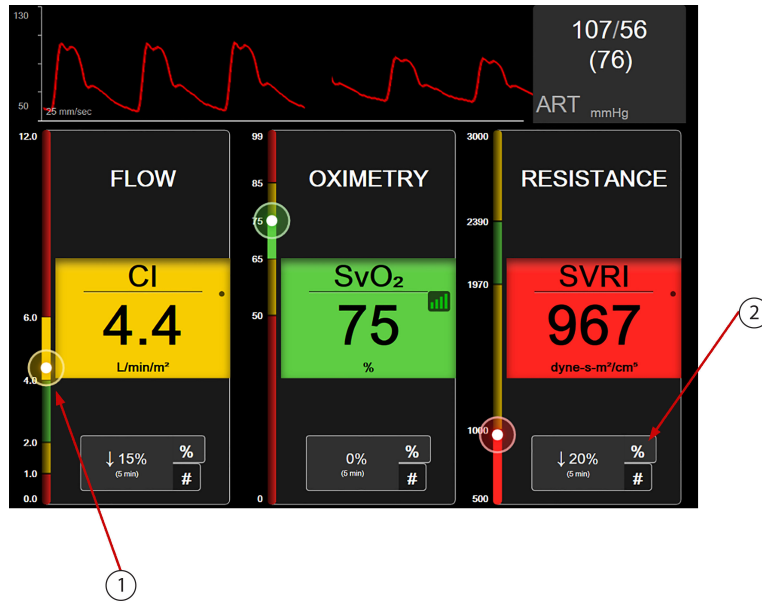 130
50
25 mm/sec
107/56
(76)
ART mmHg
12.0
6.0
4.0
2.0
1.0
0.0
FLOW
CI
4.4
L/min/m²
↓ 15%
(5 min)
%
#
99
85
75
65
50
0
OXIMETRY
SvO₂
75
%
0%
(5 min)
%
#
3000
2390
1970
1000
500
RESISTANCE
SVRI
967
dyne-s-m²/cm⁵
↓ 20%
(5 min)
%
#
1
2